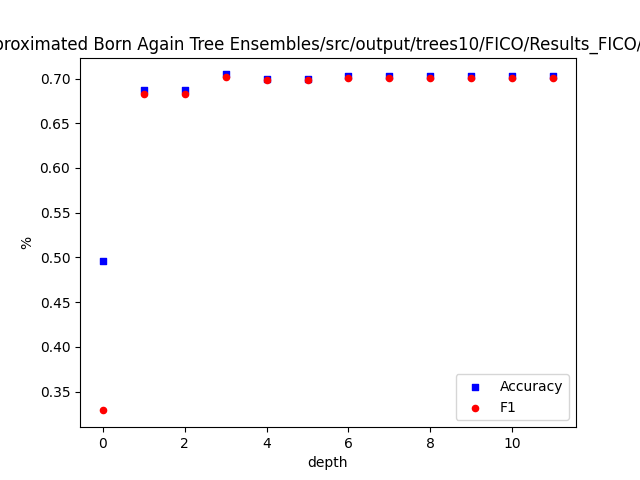 proximated Born Again Tree Ensembles/src/output/trees10/FICO/Results_FICO/
0.70
0.65
0.60
0.55
0.50
0.45
0.40
0.35
%
0 2 4 6 8 10
depth
Accuracy
F1